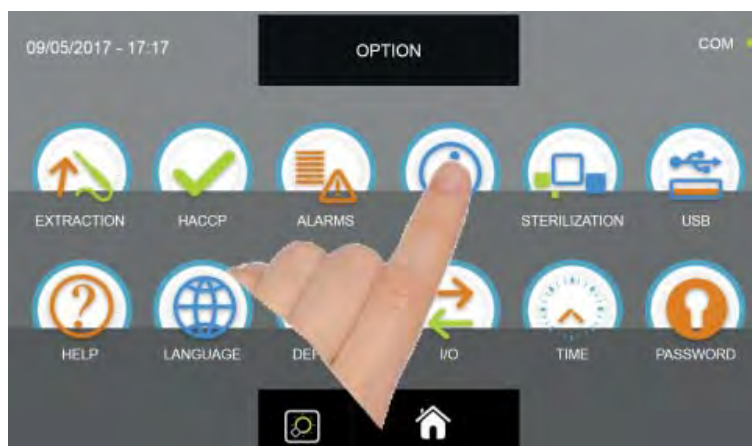 09/05/2017 - 17:17
OPTION
COM
EXTRACTION
HACCP
ALARMS
STERILIZATION
USB
HELP
LANGUAGE
I/O
TIME
PASSWORD